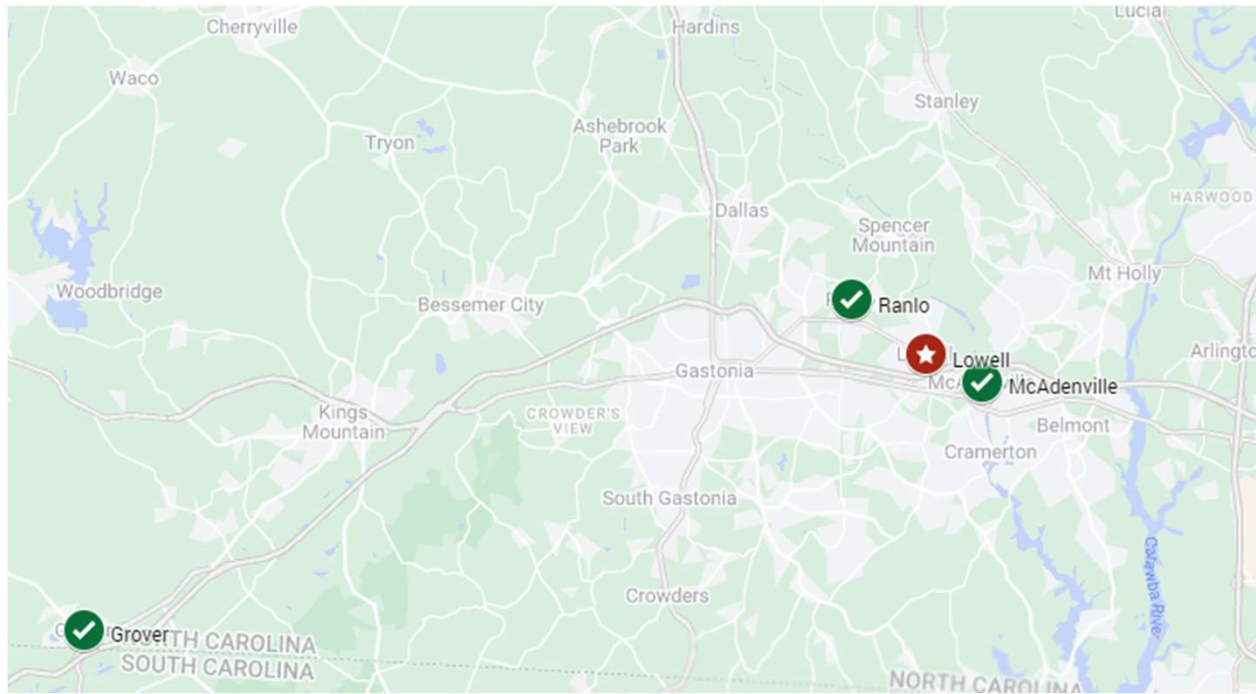 Cherryville
Hardins
Lucia
Waco
Stanley
Ashebrook
Park
Tryon
HARWOOD
Dallas
Spencer
Mountain
Mt Holly
Woodbridge
Bessemer City
Ranlo
Arlingto
Lowell
Gastonia
McAdenville
Kings
Mountain
CROWDER'S
VIEW
Belmont
Cramerton
South Gastonia
Catawba River
Crowders
Grover
TH CAROLINA
SOUTH CAROLINA
NORTH CAROLINA